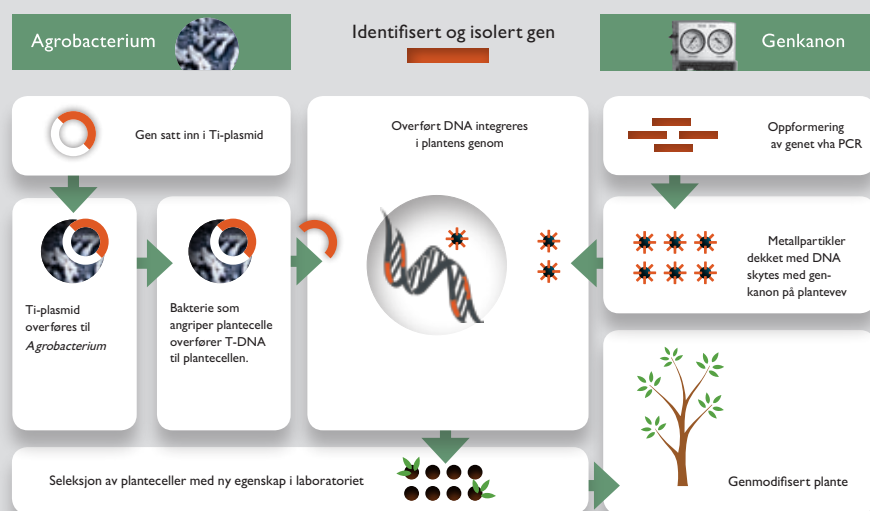 Agrobacterium
Identifisert og isolert gen
Genkanon
Gen satt inn i Ti-plasmid
Overført DNA integreres
i plantens genom
Oppformering
av genet vha PCR
Ti-plasmid
overføres til
Agrobacterium
Bakterie som
angriper plantecelle
overfører T-DNA
til plantecellen.
Metallpartikler
dekket med DNA
skytes med gen-
kanon på plantevev
Seleksjon av planteceller med ny egenskap i laboratoriet
Genmodifisert plante